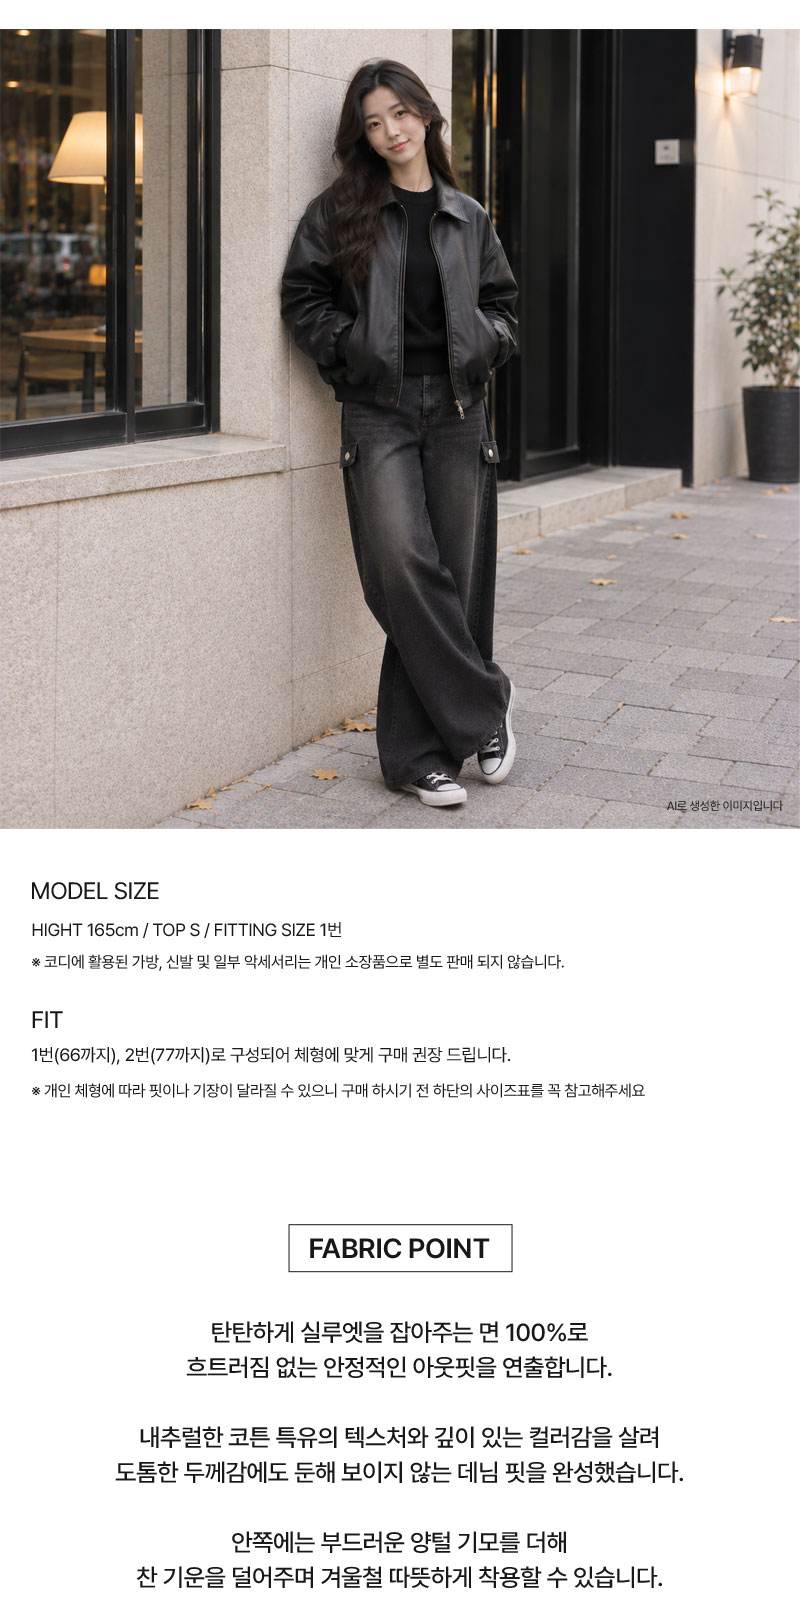 AI로 생성한 이미지입니다
MODEL SIZE
HIGHT 165cm / TOP S / FITTING SIZE 1번
※ 코디에 활용된 가방, 신발 및 일부 악세서리는 개인 소장품으로 별도 판매 되지 않습니다.
FIT
1번(66까지), 2번(77까지)로 구성되어 체형에 맞게 구매 권장 드립니다.
※ 개인 체형에 따라 핏이나 기장이 달라질 수 있으니 구매 하시기 전 하단의 사이즈표를 꼭 참고해주세요
FABRIC POINT
탄탄하게 실루엣을 잡아주는 면 100%로
흐트러짐 없는 안정적인 아웃핏을 연출합니다.
내추럴한 코튼 특유의 텍스처와 깊이 있는 컬러감을 살려
도톰한 두께감에도 둔해 보이지 않는 데님 핏을 완성했습니다.
안쪽에는 부드러운 양털 기모를 더해
찬 기운을 덜어주며 겨울철 따뜻하게 착용할 수 있습니다.